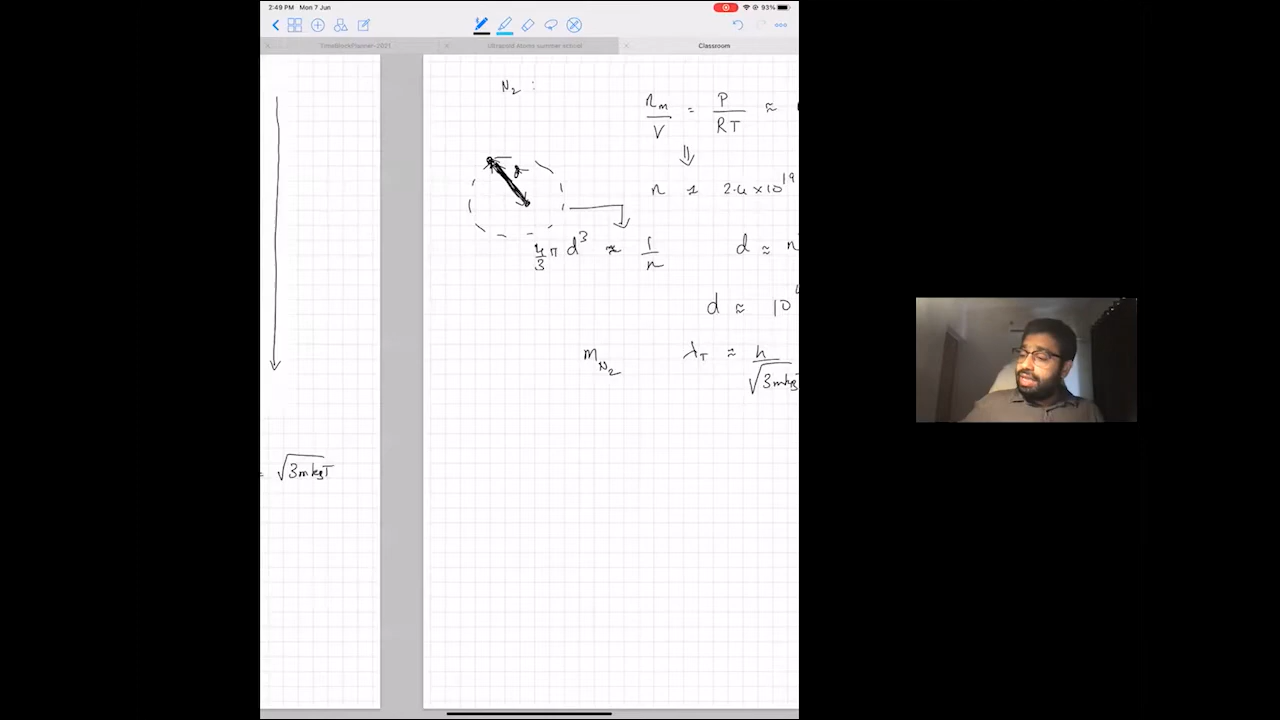 2:49 PM Mon 7 Jun 93%
TimeBlockPlanner-2021 Ultracold Atoms summer school Classroom
N₂ :
n_m/V = P/RT ≈
⇓
d
n ≈ 2.4 × 10¹⁹
4/3 π d³ ≈ 1/n d ≈ n
d ≈ 10
m_N₂ λ_T ≈ h/√3mk_BT
= √3mk_BT